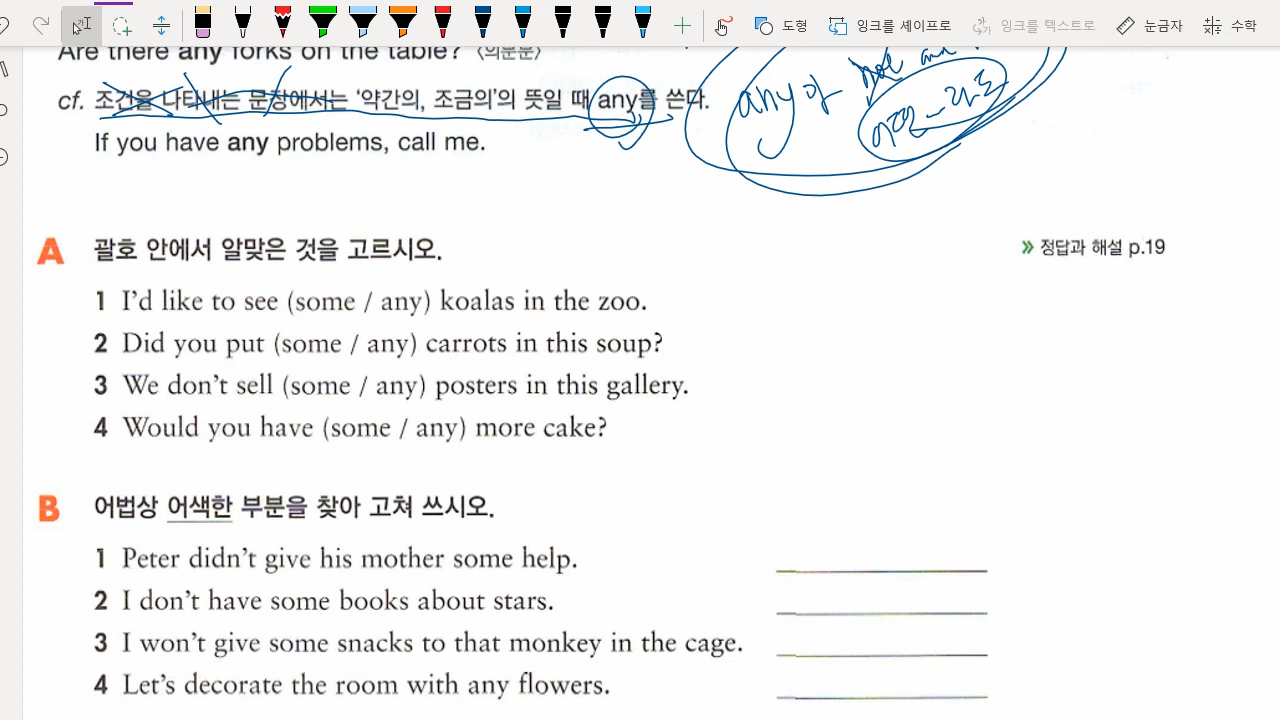 도형 잉크를 셰이프로 잉크를 텍스트로 눈금자 수학
Are there any forks on the table? 〈의문문〉
cf. 조건을 나타내는 문장에서는 ‘약간의, 조금의’의 뜻일 때 any를 쓴다.
any of
If you have any problems, call me.
A 괄호 안에서 알맞은 것을 고르시오.
» 정답과 해설 p.19
1 I’d like to see (some / any) koalas in the zoo.
2 Did you put (some / any) carrots in this soup?
3 We don’t sell (some / any) posters in this gallery.
4 Would you have (some / any) more cake?
B 어법상 어색한 부분을 찾아 고쳐 쓰시오.
1 Peter didn’t give his mother some help.
2 I don’t have some books about stars.
3 I won’t give some snacks to that monkey in the cage.
4 Let’s decorate the room with any flowers.